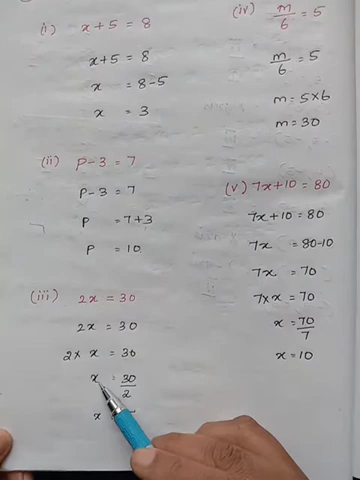 (i) x + 5 = 8
x + 5 = 8
x = 8 - 5
x = 3
(ii) P - 3 = 7
P - 3 = 7
P = 7 + 3
P = 10
(iii) 2x = 30
2x = 30
2 × x = 30
x = 30/2
x =
(iv) m/6 = 5
m/6 = 5
m = 5 × 6
m = 30
(v) 7x + 10 = 80
7x + 10 = 80
7x = 80 - 10
7x = 70
7 × x = 70
x = 70/7
x = 10